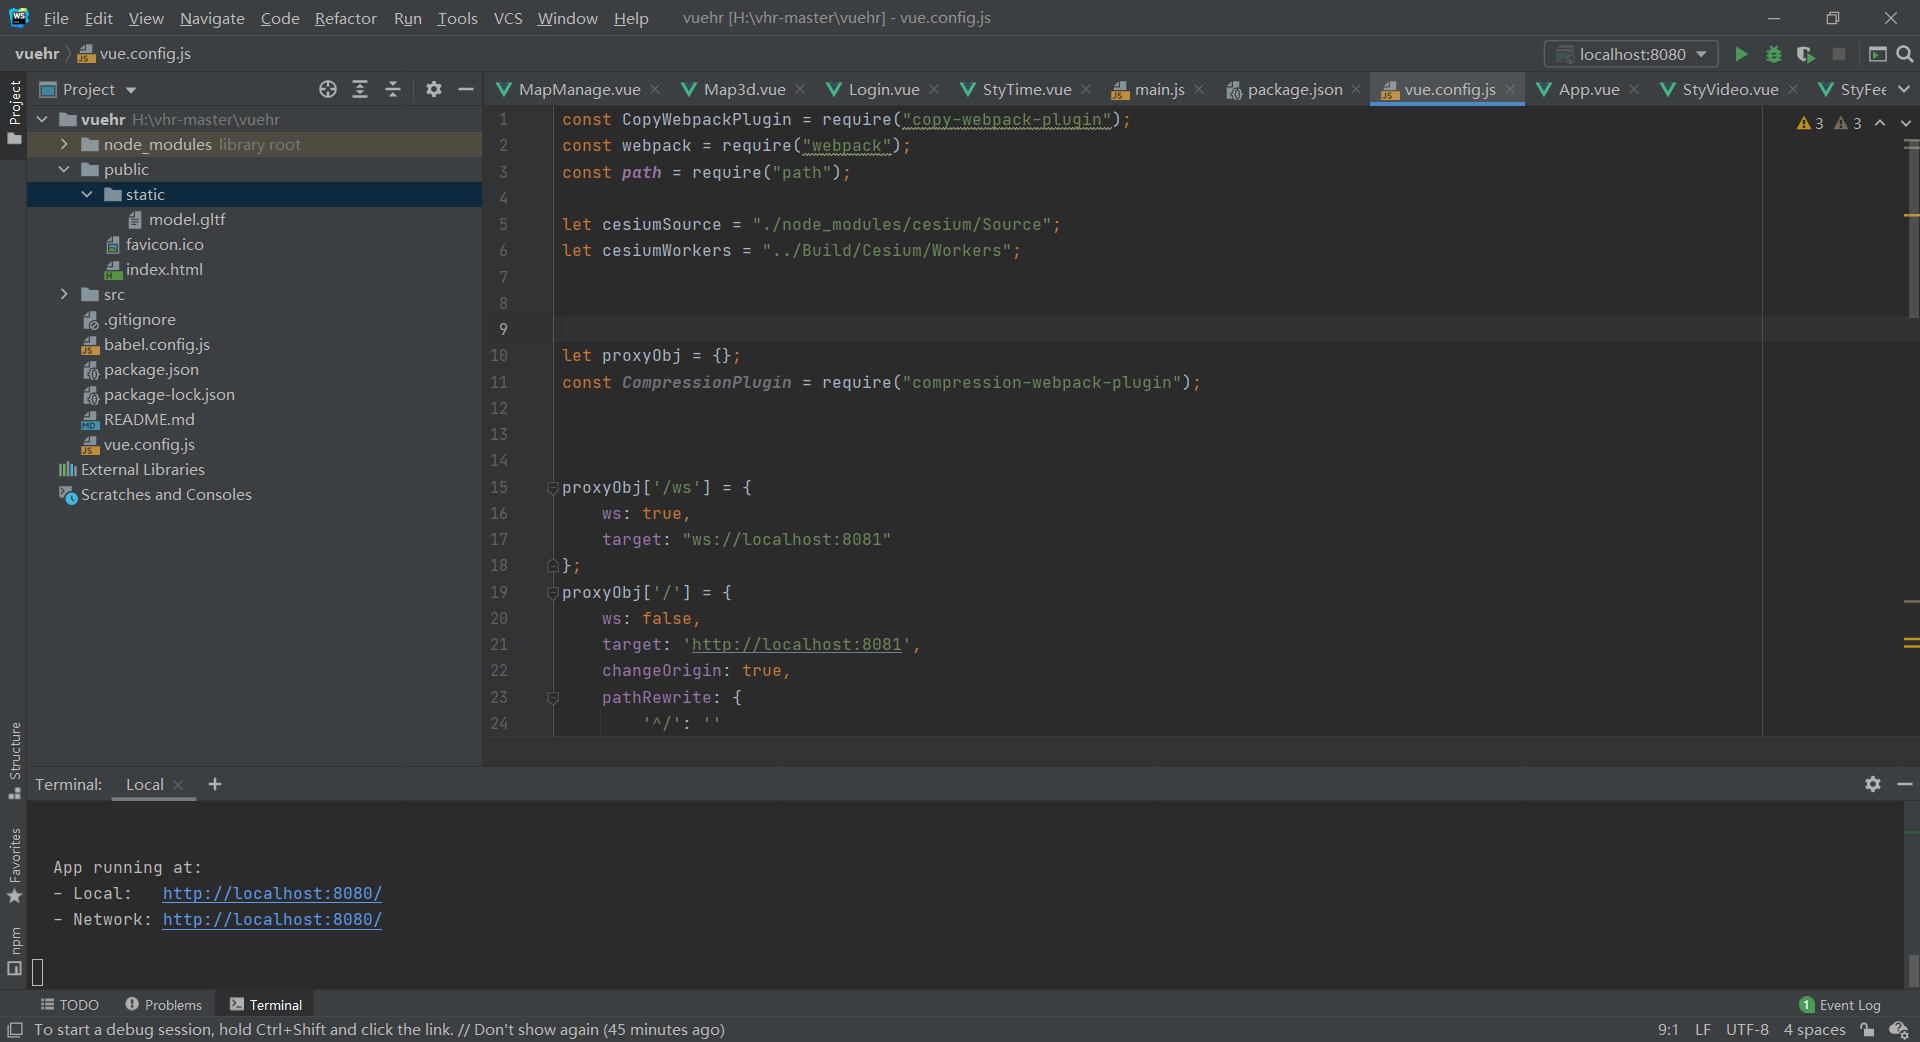 WS File Edit View Navigate Code Refactor Run Tools VCS Window Help vuehr [H:\vhr-master\vuehr] - vue.config.js
vuehr vue.config.js localhost:8080
Project
Project
MapManage.vue Map3d.vue Login.vue StyTime.vue main.js package.json vue.config.js App.vue StyVideo.vue StyFee
vuehr H:\vhr-master\vuehr
node_modules library root
public
static
model.gltf
favicon.ico
index.html
src
.gitignore
babel.config.js
package.json
package-lock.json
README.md
vue.config.js
External Libraries
Scratches and Consoles
3 3
1 const CopyWebpackPlugin = require("copy-webpack-plugin");
2 const webpack = require("webpack");
3 const path = require("path");
4
5 let cesiumSource = "./node_modules/cesium/Source";
6 let cesiumWorkers = "../Build/Cesium/Workers";
7
8
9
10 let proxyObj = {};
11 const CompressionPlugin = require("compression-webpack-plugin");
12
13
14
15 proxyObj['/ws'] = {
16 ws: true,
17 target: "ws://localhost:8081"
18 };
19 proxyObj['/'] = {
20 ws: false,
21 target: 'http://localhost:8081',
22 changeOrigin: true,
23 pathRewrite: {
24 '^/': ''
Structure
Favorites
npm
Terminal: Local
App running at:
- Local: http://localhost:8080/
- Network: http://localhost:8080/
TODO Problems Terminal 1 Event Log
To start a debug session, hold Ctrl+Shift and click the link. // Don't show again (45 minutes ago) 9:1 LF UTF-8 4 spaces